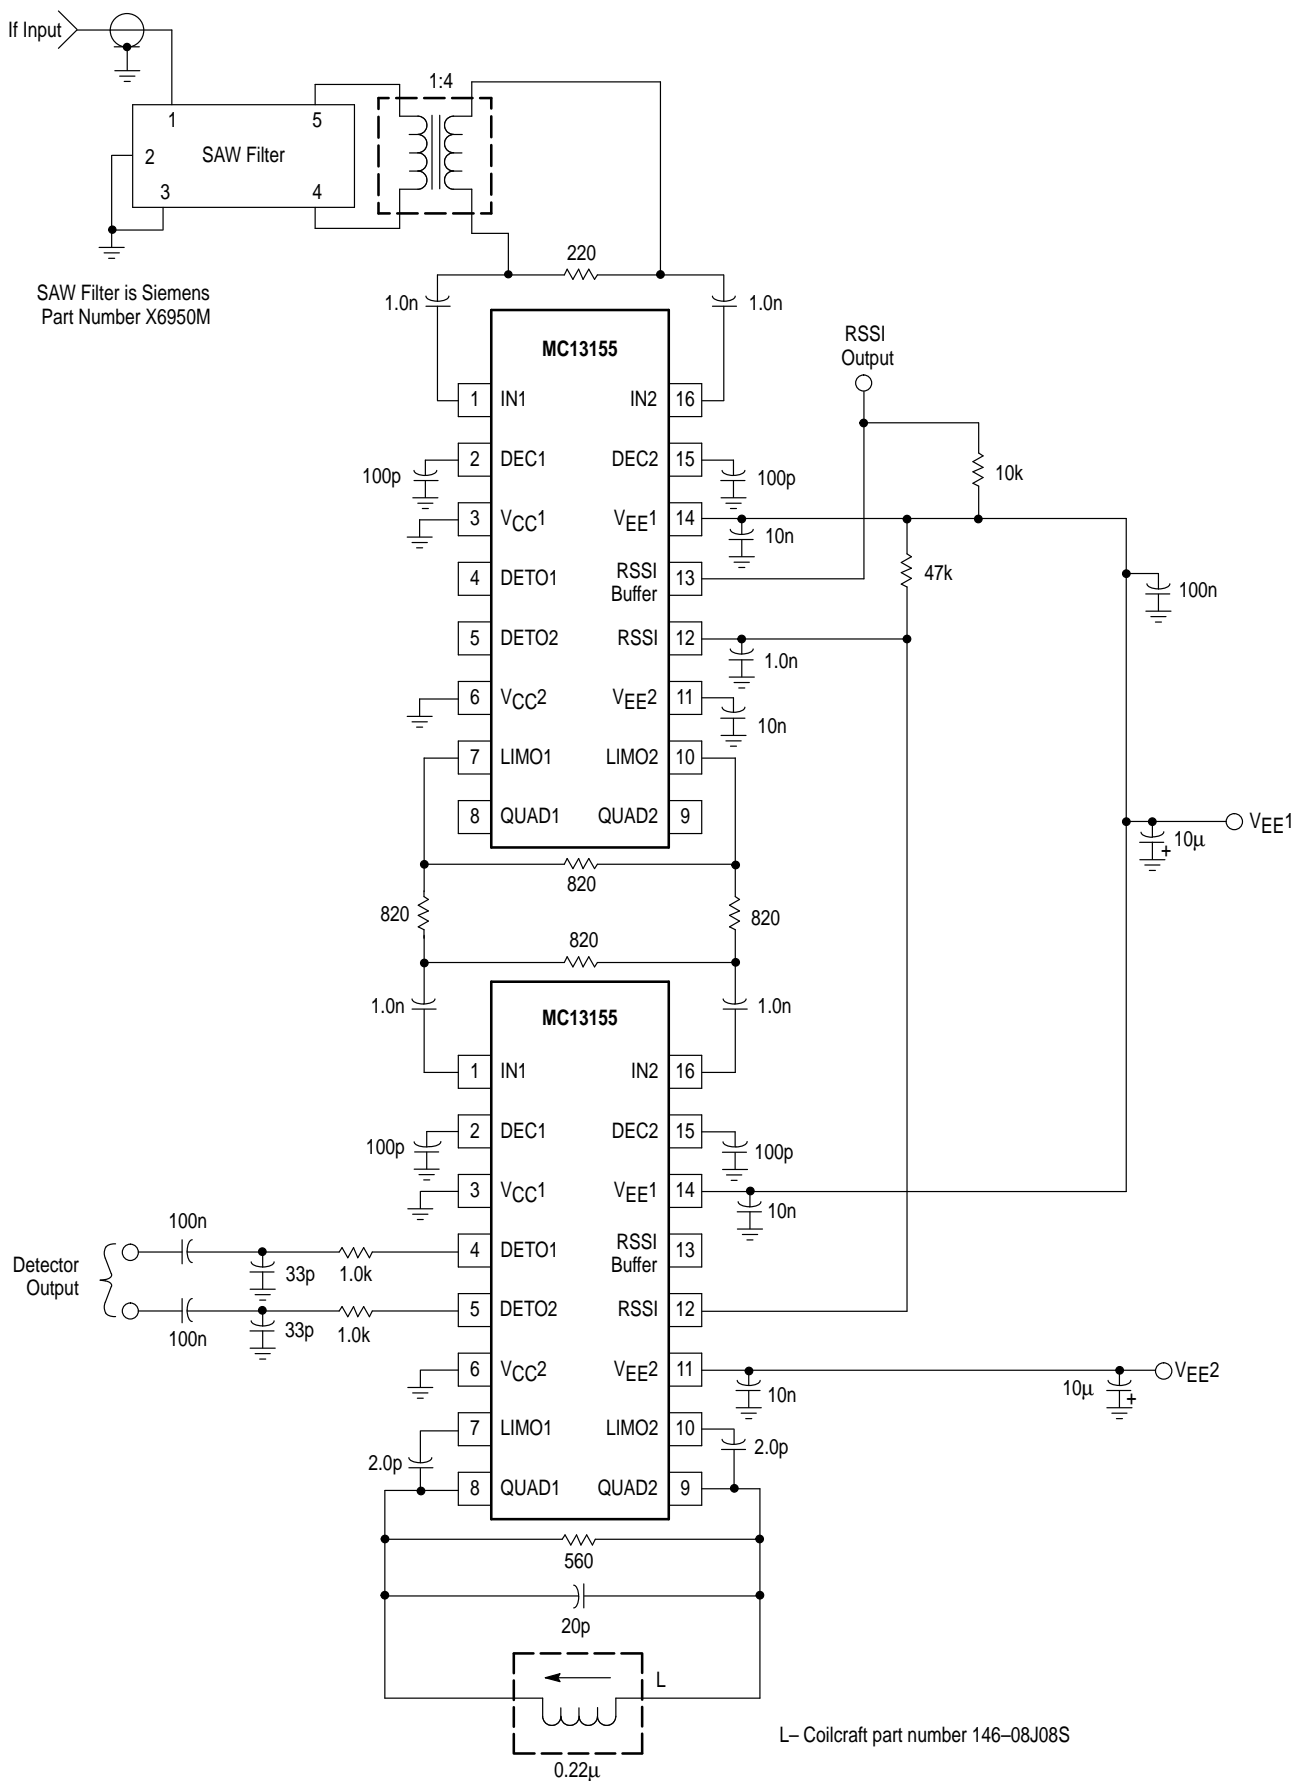 If Input
1:4
1
5
2
SAW Filter
3
4
SAW Filter is Siemens
Part Number X6950M
220
1.0n
1.0n
MC13155
RSSI
Output
1
IN1
IN2
16
100p
2
DEC1
DEC2
15
100p
10k
3
VCC1
VEE1
14
10n
4
DETO1
RSSI
Buffer
13
47k
100n
5
DETO2
RSSI
12
1.0n
6
VCC2
VEE2
11
10n
7
LIMO1
LIMO2
10
8
QUAD1
QUAD2
9
10µ
+
VEE1
820
820
820
820
1.0n
1.0n
MC13155
1
IN1
IN2
16
100p
2
DEC1
DEC2
15
100p
3
VCC1
VEE1
14
10n
Detector
Output
100n
33p
1.0k
4
DETO1
RSSI
Buffer
13
100n
33p
1.0k
5
DETO2
RSSI
12
6
VCC2
VEE2
11
10n
10µ
+
VEE2
7
LIMO1
LIMO2
10
2.0p
2.0p
8
QUAD1
QUAD2
9
560
20p
L
0.22µ
L– Coilcraft part number 146–08J08S